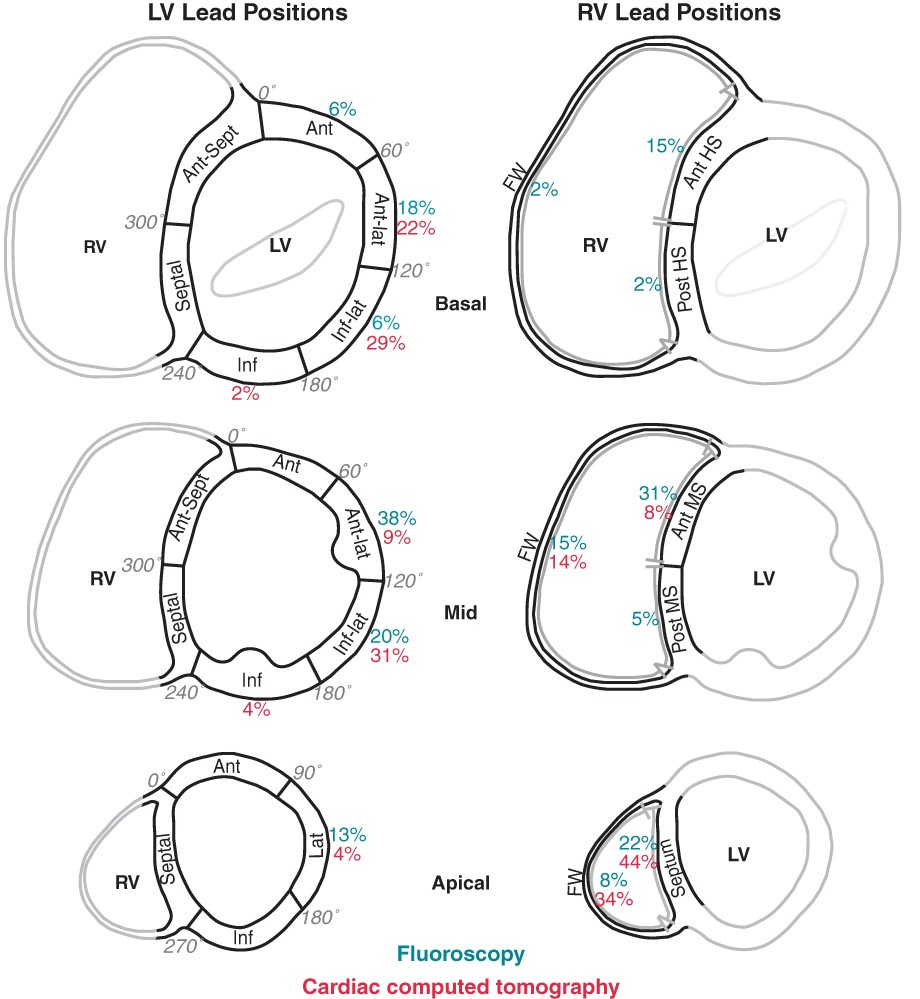 LV Lead Positions
RV Lead Positions
0°
6%
Ant
60°
Ant-Sept
Ant-lat
18%
22%
300°
RV
LV
120°
Septal
Inf-lat
6%
29%
Inf
240°
180°
2%
Basal
15%
Ant HS
FW
2%
RV
LV
2%
Post HS
0°
Ant
60°
Ant-Sept
Ant-lat
38%
9%
300°
RV
120°
Septal
Inf-lat
20%
31%
Inf
240°
180°
4%
Mid
31%
8%
Ant MS
FW
15%
14%
LV
5%
Post MS
0°
Ant
90°
Septal
Lat
13%
4%
RV
180°
Inf
270°
Apical
22%
44%
Septum
FW
8%
34%
LV
Fluoroscopy
Cardiac computed tomography